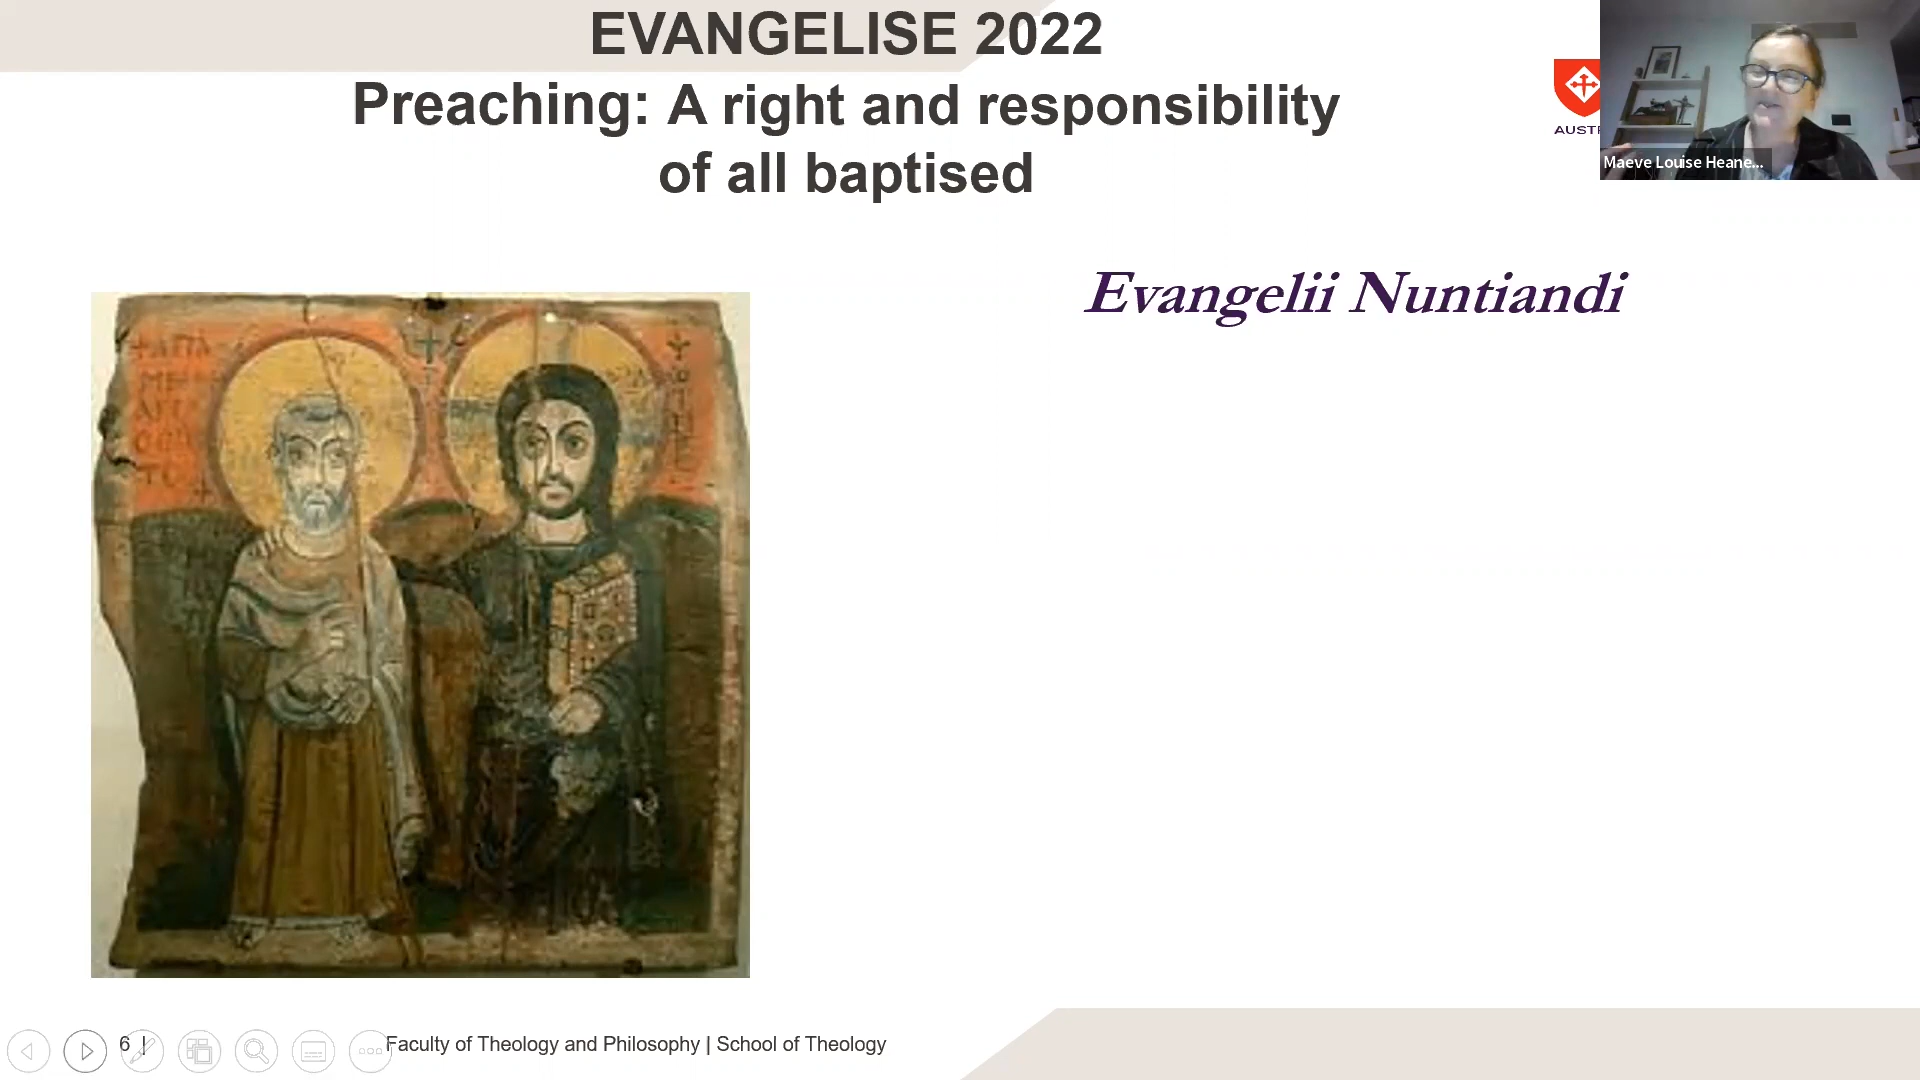 EVANGELISE 2022
Preaching: A right and responsibility
of all baptised
AUST
Maeve Louise Heane...
Evangelii Nuntiandi
6 |
Faculty of Theology and Philosophy | School of Theology